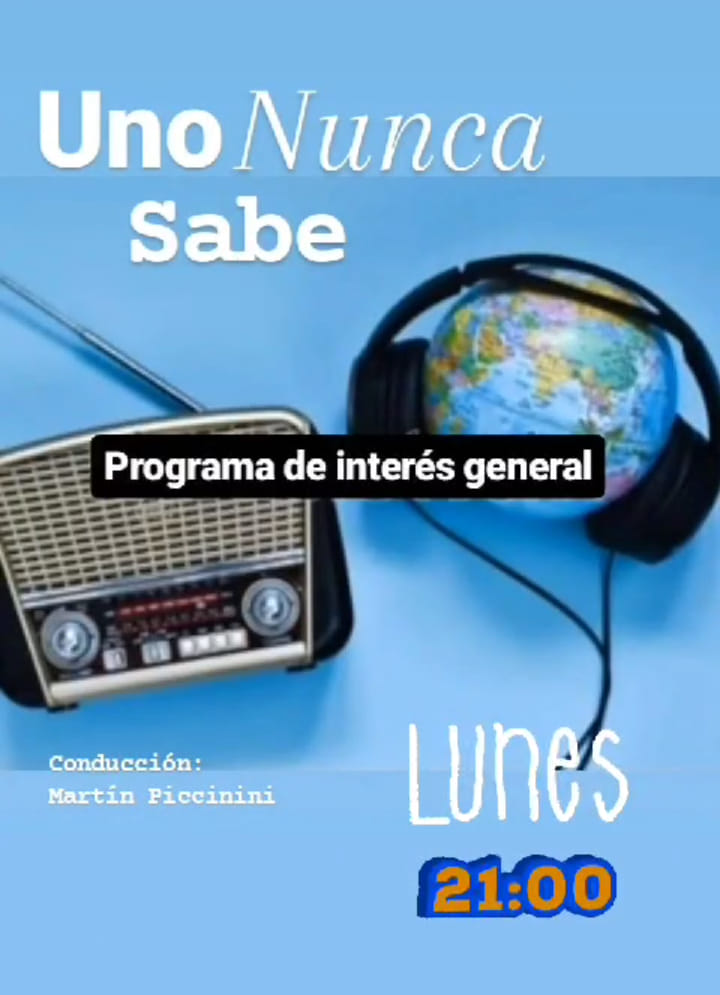 Uno Nunca
Sabe
Programa de interés general
Conducción:
Martín Piccinini
Lunes
21:00